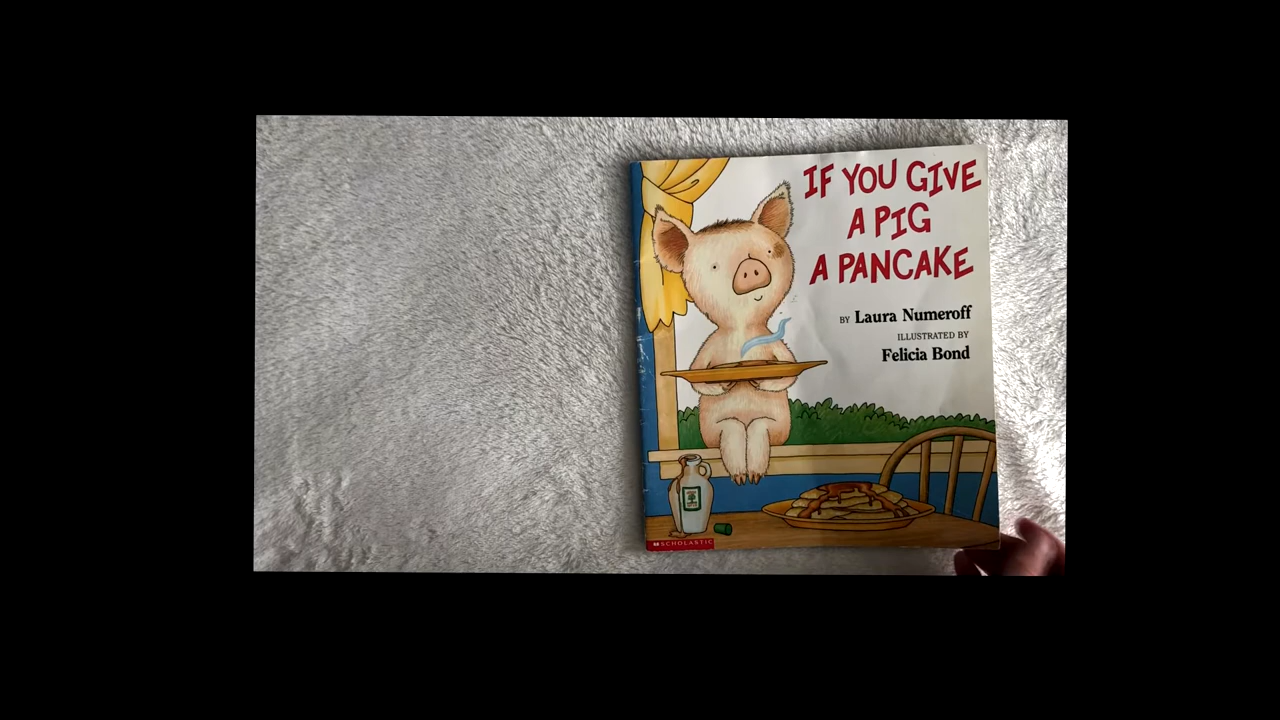 IF YOU GIVE
A PIG
A PANCAKE
BY Laura Numeroff
ILLUSTRATED BY
Felicia Bond
SCHOLASTIC